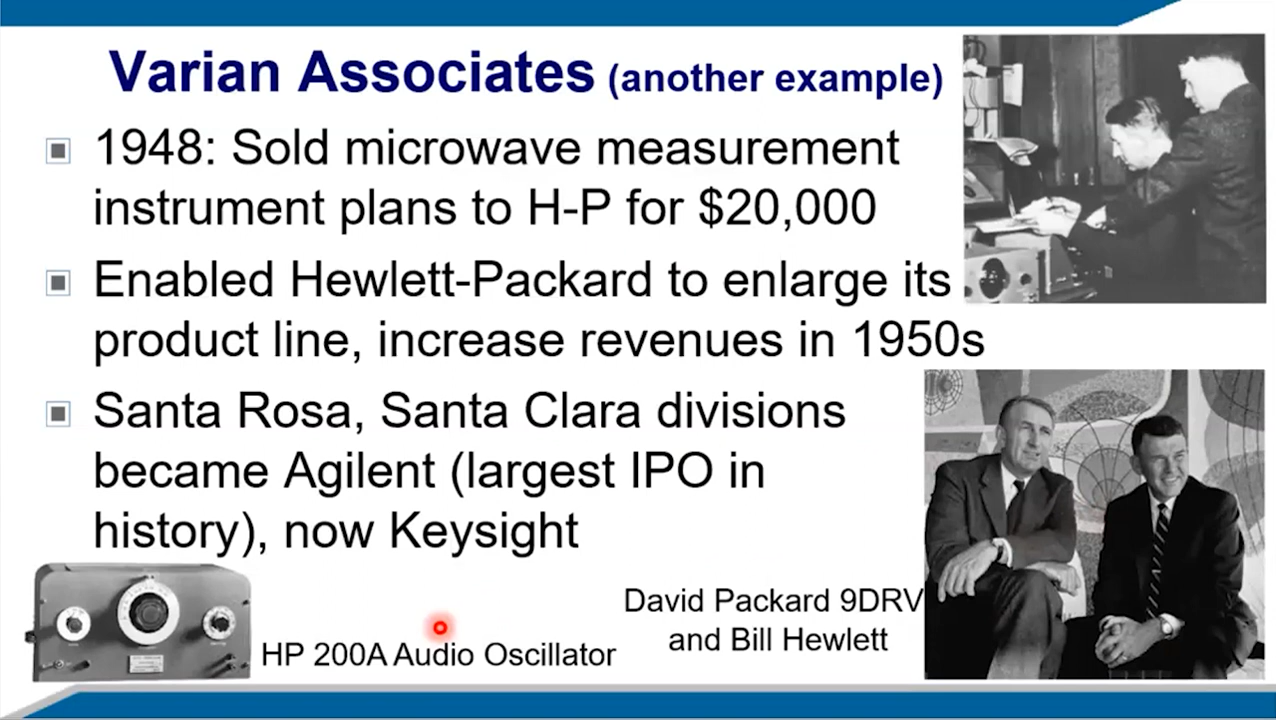 Varian Associates (another example)
1948: Sold microwave measurement
instrument plans to H-P for $20,000
Enabled Hewlett-Packard to enlarge its
product line, increase revenues in 1950s
Santa Rosa, Santa Clara divisions
became Agilent (largest IPO in
history), now Keysight
HP 200A Audio Oscillator
David Packard 9DRV
and Bill Hewlett